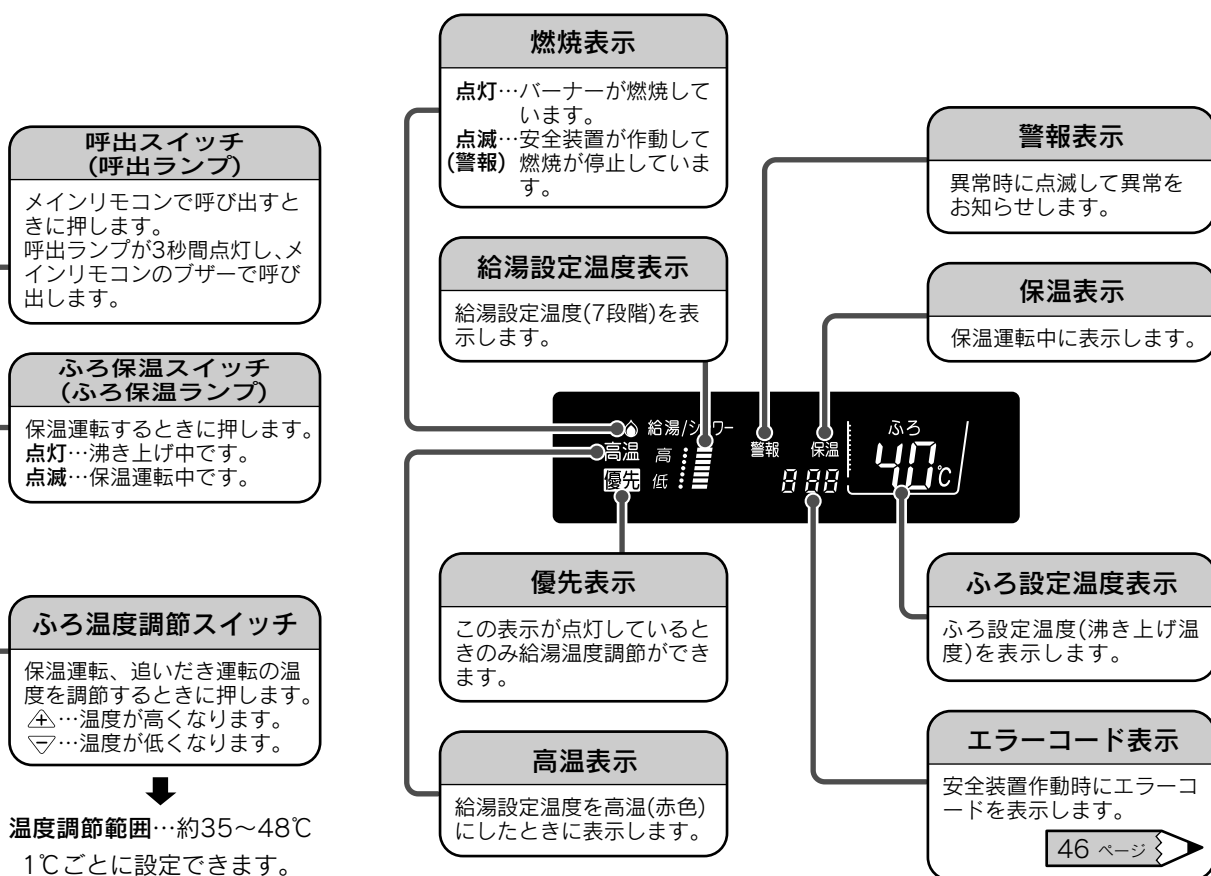 呼出スイッチ
(呼出ランプ)
メインリモコンで呼び出すと
きに押します。
呼出ランプが3秒間点灯し、メ
インリモコンのブザーで呼び
出します。
ふろ保温スイッチ
(ふろ保温ランプ)
保温運転するときに押します。
点灯…沸き上げ中です。
点滅…保温運転中です。
ふろ温度調節スイッチ
保温運転、追いだき運転の温
度を調節するときに押します。
+…温度が高くなります。
−…温度が低くなります。
温度調節範囲…約35～48℃
1℃ごとに設定できます。
燃焼表示
点灯…バーナーが燃焼して
います。
点滅…安全装置が作動して
(警報) 燃焼が停止していま
す。
給湯設定温度表示
給湯設定温度(7段階)を表
示します。
給湯/シャワー
高温 高
優先 低
警報 保温
888
ふろ
40℃
優先表示
この表示が点灯していると
きのみ給湯温度調節ができ
ます。
高温表示
給湯設定温度を高温(赤色)
にしたときに表示します。
警報表示
異常時に点滅して異常を
お知らせします。
保温表示
保温運転中に表示します。
ふろ設定温度表示
ふろ設定温度(沸き上げ温
度)を表示します。
エラーコード表示
安全装置作動時にエラーコ
ードを表示します。
46 ページ